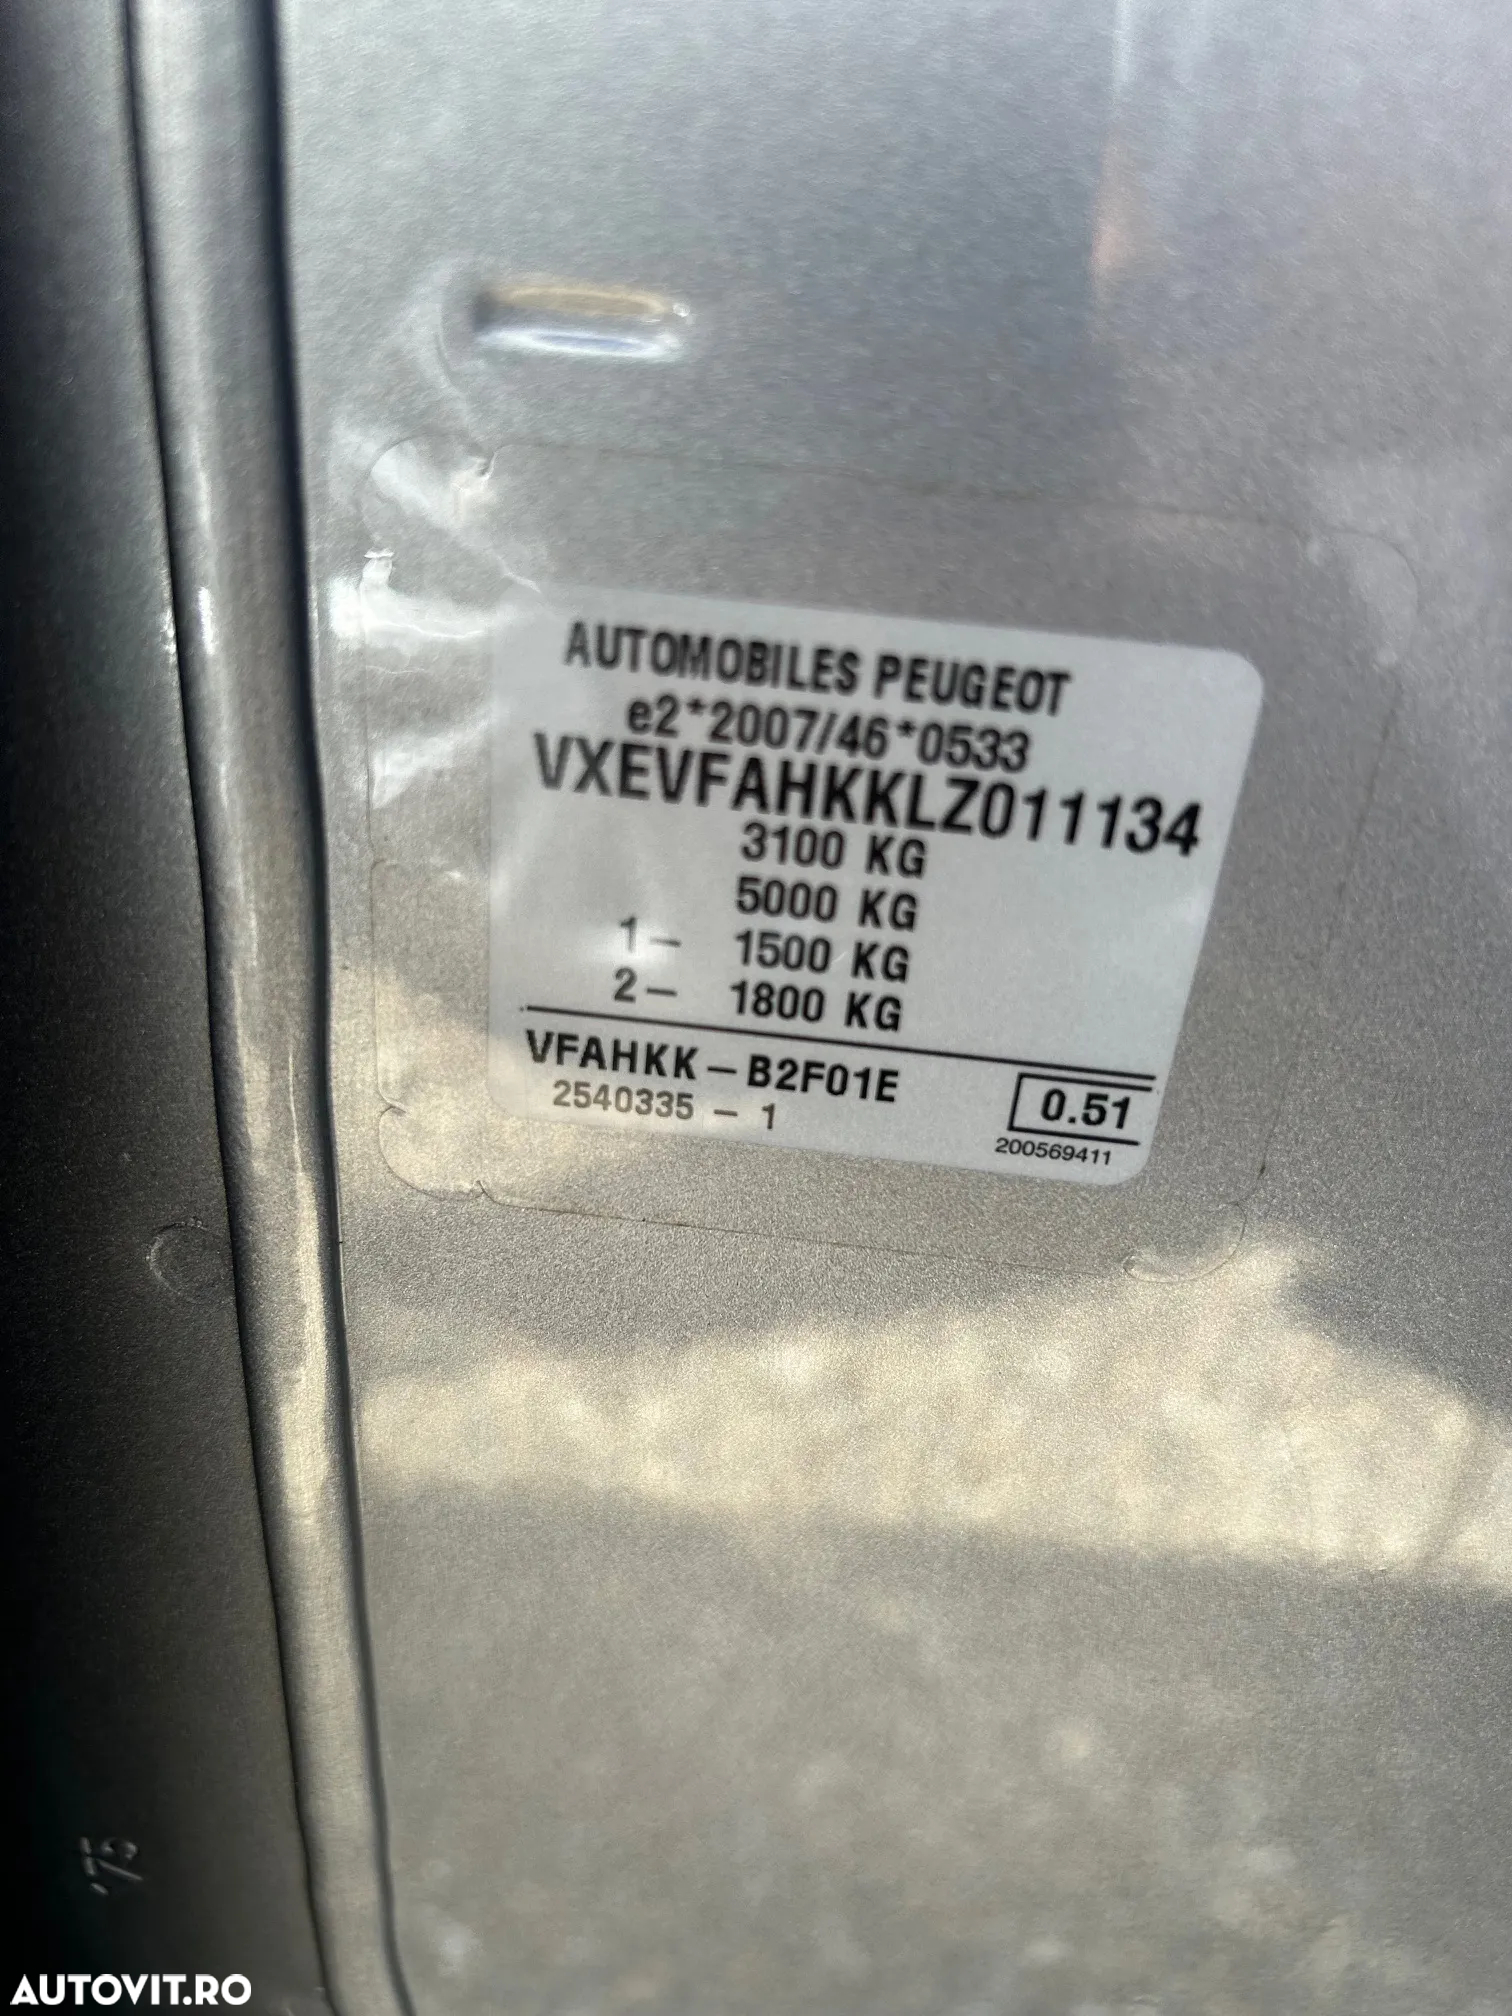 AUTOMOBILES PEUGEOT
e2*2007/46*0533
VXEVFAHKKLZ011134
3100 KG
5000 KG
1– 1500 KG
2– 1800 KG
VFAHKK–B2F01E
0.51
2540335 – 1
200569411
'75
AUTOVIT.RO